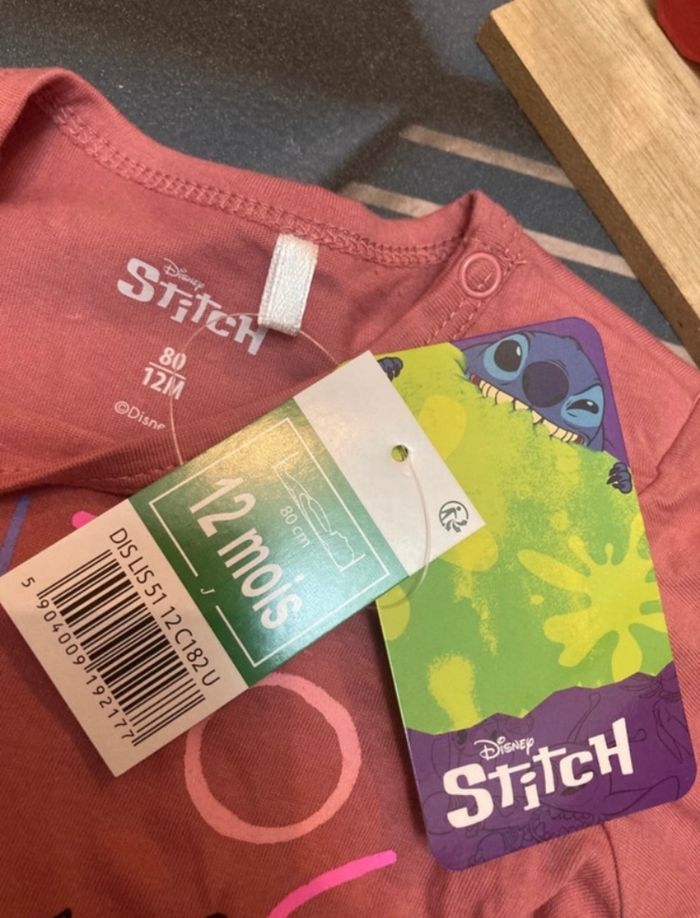 Disney
Stitch
80
12M
©Disne
80 cm
12 mois
J
DIS LIS 51 12 C182 U
5 904009 192177
Disney
Stitch